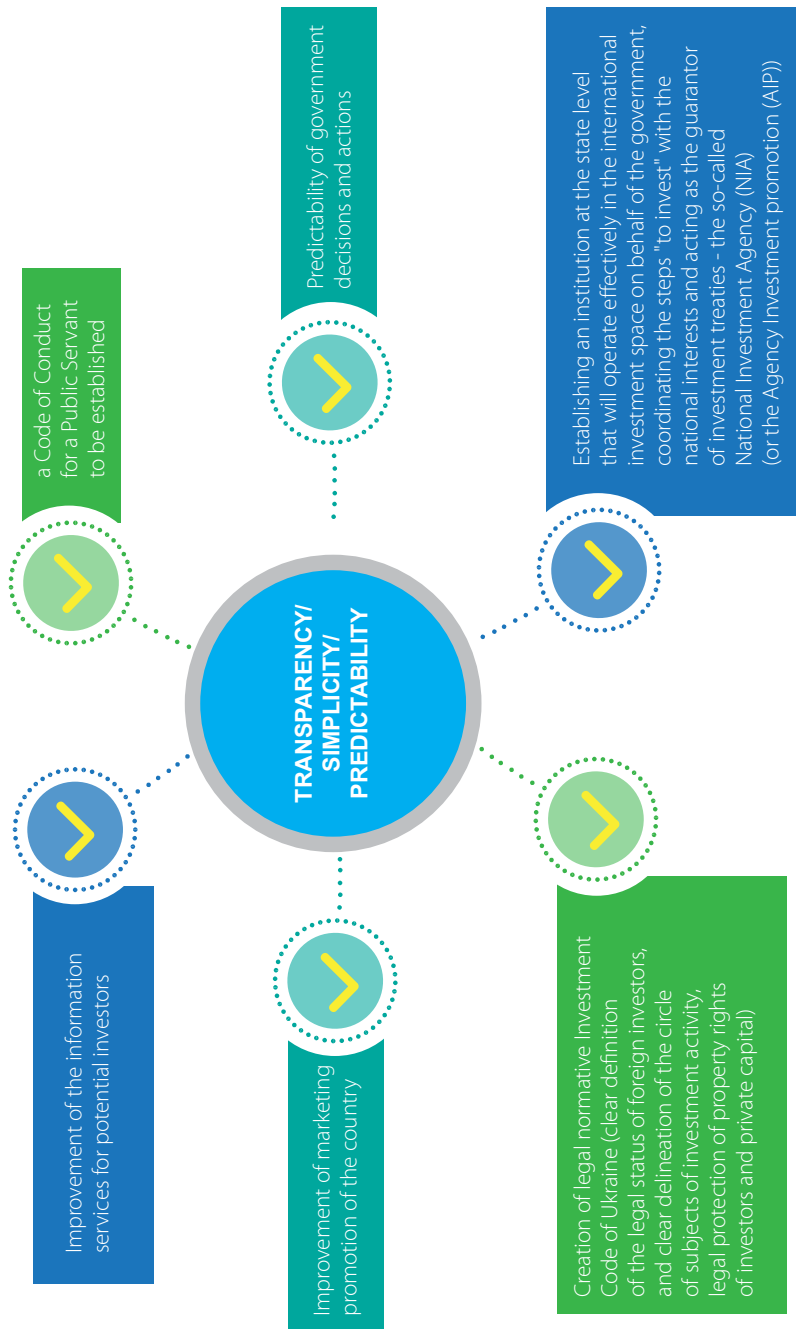 Improvement of the information
services for potential investors
a Code of Conduct
for a Public Servant
to be established
Improvement of marketing
promotion of the country
TRANSPARENCY/
SIMPLICITY/
PREDICTABILITY
Predictability of government
decisions and actions
Creation of legal normative Investment
Code of Ukraine (clear definition
of the legal status of foreign investors,
and clear delineation of the circle
of subjects of investment activity,
legal protection of property rights
of investors and private capital)
Establishing an institution at the state level
that will operate effectively in the international
investment space on behalf of the government,
coordinating the steps "to invest" with the
national interests and acting as the guarantor
of investment treaties - the so-called
National Investment Agency (NIA)
(or the Agency Investment promotion (AIP))